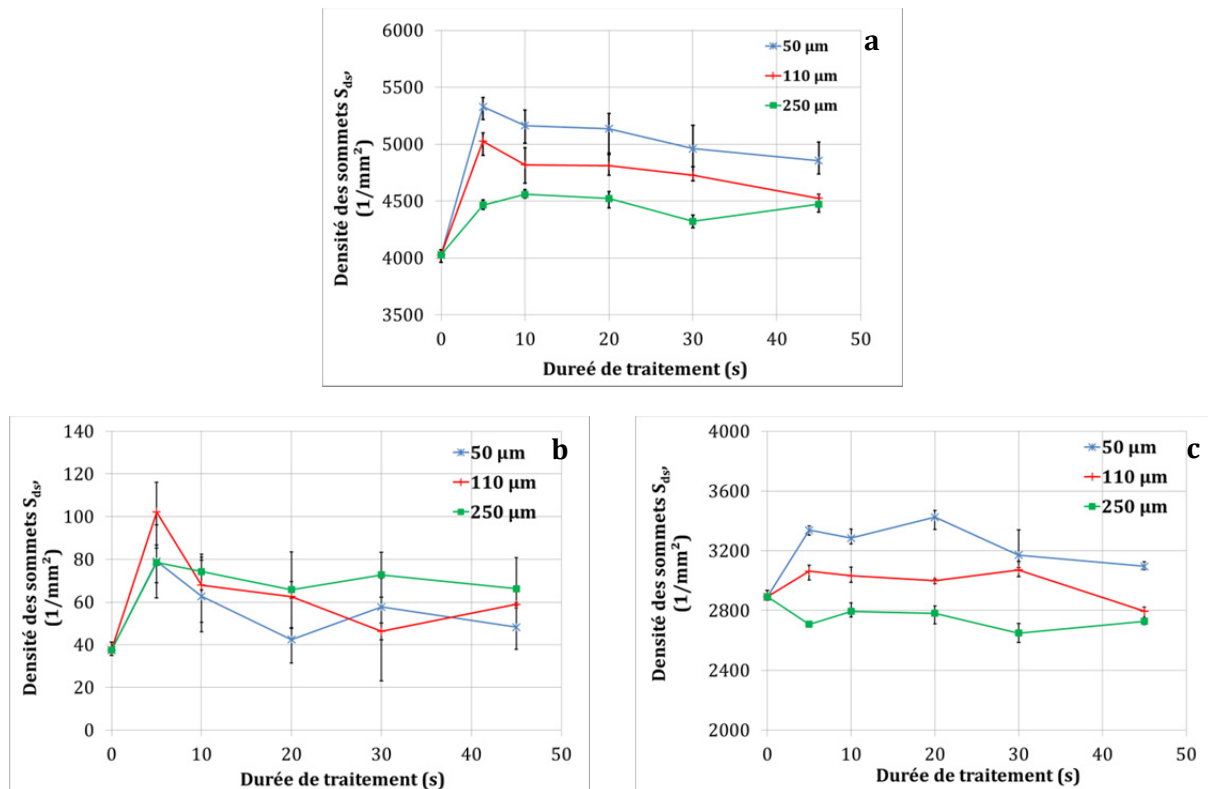 6000
5500
5000
4500
4000
3500
Densité des sommets S_ds,
(1/mm²)
50 µm
110 µm
250 µm
a
0 10 20 30 40 50
Dureé de traitement (s)
140
120
100
80
60
40
20
0
Densité des sommets S_ds,
(1/mm²)
50 µm
110 µm
250 µm
b
0 10 20 30 40 50
Durée de traitement (s)
4000
3600
3200
2800
2400
2000
Densité des sommets S_ds,
(1/mm²)
50 µm
110 µm
250 µm
c
0 10 20 30 40 50
Durée de traitement (s)